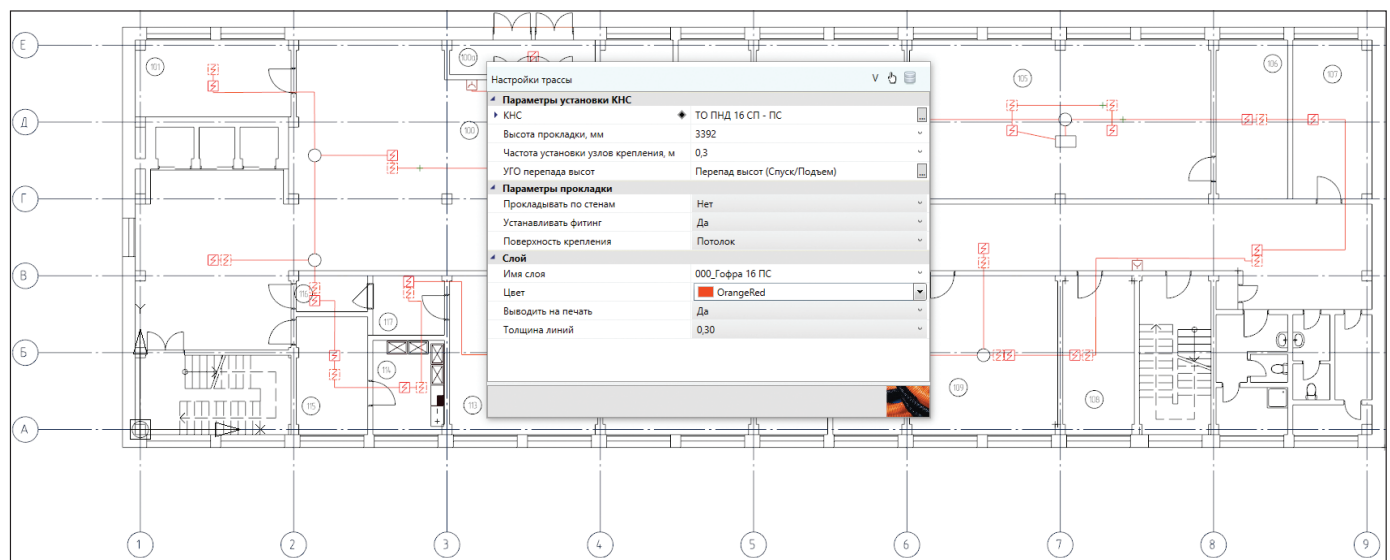 Е
Д
Г
В
Б
А
101
100а
100
105
106
107
116
117
114
115
113
109
108
Y
X
Настройки трассы
V
Параметры установки КНС
КНС ТО ПНД 16 СП - ПС ...
Высота прокладки, мм 3392
Частота установки узлов крепления, м 0,3
УГО перепада высот Перепад высот (Спуск/Подъем) ...
Параметры прокладки
Прокладывать по стенам Нет
Устанавливать фитинг Да
Поверхность крепления Потолок
Слой
Имя слоя 000_Гофра 16 ПС
Цвет OrangeRed
Выводить на печать Да
Толщина линий 0,30
1 2 3 4 5 6 7 8 9